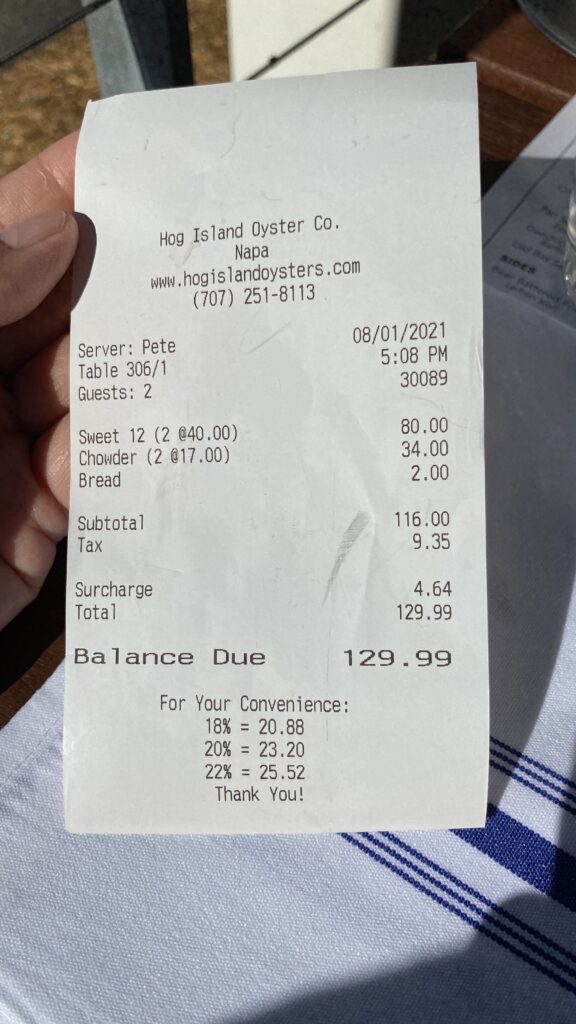 Hog Island Oyster Co.
Napa
www.hogislandoysters.com
(707) 251-8113
Server: Pete 08/01/2021
Table 306/1 5:08 PM
Guests: 2 30089
Sweet 12 (2 @40.00) 80.00
Chowder (2 @17.00) 34.00
Bread 2.00
Subtotal 116.00
Tax 9.35
Surcharge 4.64
Total 129.99
Balance Due 129.99
For Your Convenience:
18% = 20.88
20% = 23.20
22% = 25.52
Thank You!
SIDES